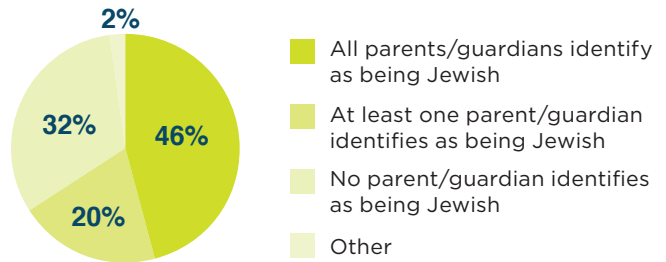 2%
32%
46%
20%
All parents/guardians identify
as being Jewish
At least one parent/guardian
identifies as being Jewish
No parent/guardian identifies
as being Jewish
Other